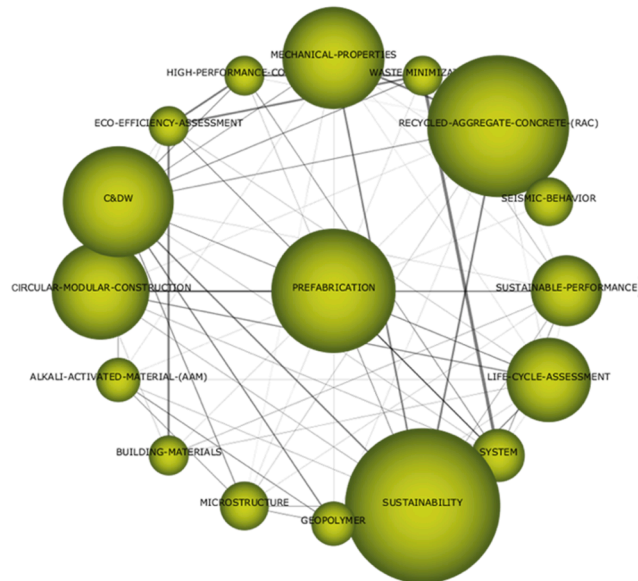 MECHANICAL-PROPERTIES
HIGH-PERFORMANCE-CO
WASTE MINIMIZAT
ECO-EFFICIENCY-ASSESSMENT
RECYCLED-AGGREGATE-CONCRETE-(RAC)
C&DW
SEISMIC-BEHAVIOR
CIRCULAR-MODULAR-CONSTRUCTION
PREFABRICATION
SUSTAINABLE-PERFORMANCE
ALKALI-ACTIVATED-MATERIAL-(AAM)
LIFE-CYCLE-ASSESSMENT
BUILDING-MATERIALS
SYSTEM
MICROSTRUCTURE
SUSTAINABILITY
GEOPOLYMER